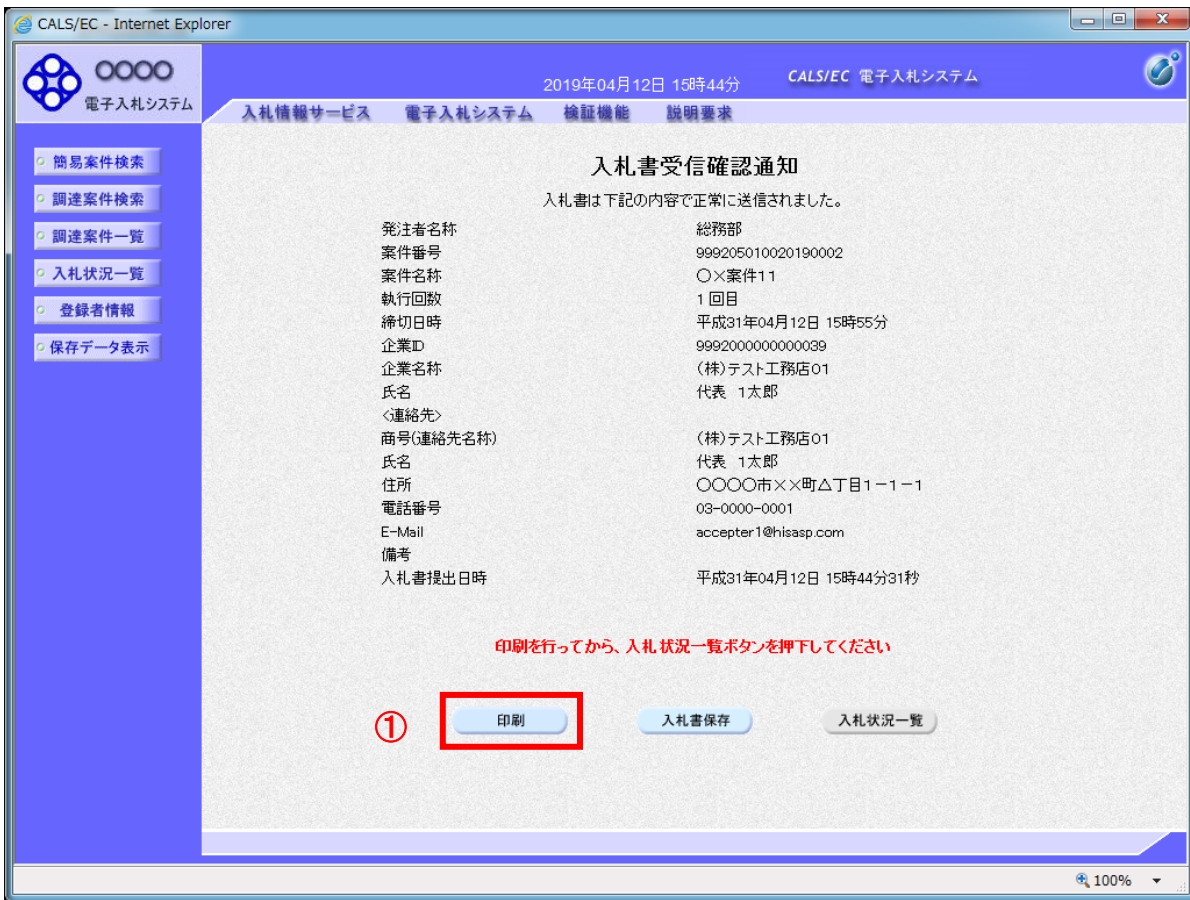 CALS/EC - Internet Explorer
OOOO
電子入札システム
2019年04月12日 15時44分
CALS/EC 電子入札システム
入札情報サービス 電子入札システム 検証機能 説明要求
簡易案件検索
調達案件検索
調達案件一覧
入札状況一覧
登録者情報
保存データ表示
入札書受信確認通知
入札書は下記の内容で正常に送信されました。
発注者名称 総務部
案件番号 999205010020190002
案件名称 〇×案件11
執行回数 1回目
締切日時 平成31年04月12日 15時55分
企業ID 9992000000000039
企業名称 (株)テスト工務店01
氏名 代表 1太郎
<連絡先>
商号(連絡先名称) (株)テスト工務店01
氏名 代表 1太郎
住所 〇〇〇〇市××町△丁目1-1-1
電話番号 03-0000-0001
E-Mail accepter1@hisasp.com
備考
入札書提出日時 平成31年04月12日 15時44分31秒
印刷を行ってから、入札状況一覧ボタンを押下してください
① 印刷 入札書保存 入札状況一覧
100%